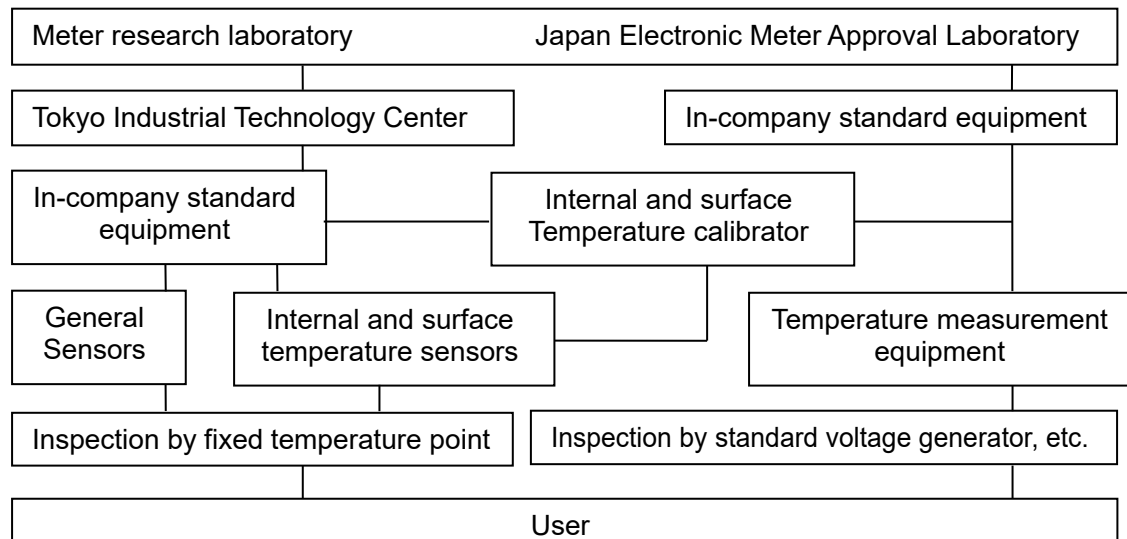 Meter research laboratory Japan Electronic Meter Approval Laboratory
Tokyo Industrial Technology Center
In-company standard equipment
In-company standard
equipment
Internal and surface
Temperature calibrator
General
Sensors
Internal and surface
temperature sensors
Temperature measurement
equipment
Inspection by fixed temperature point
Inspection by standard voltage generator, etc.
User